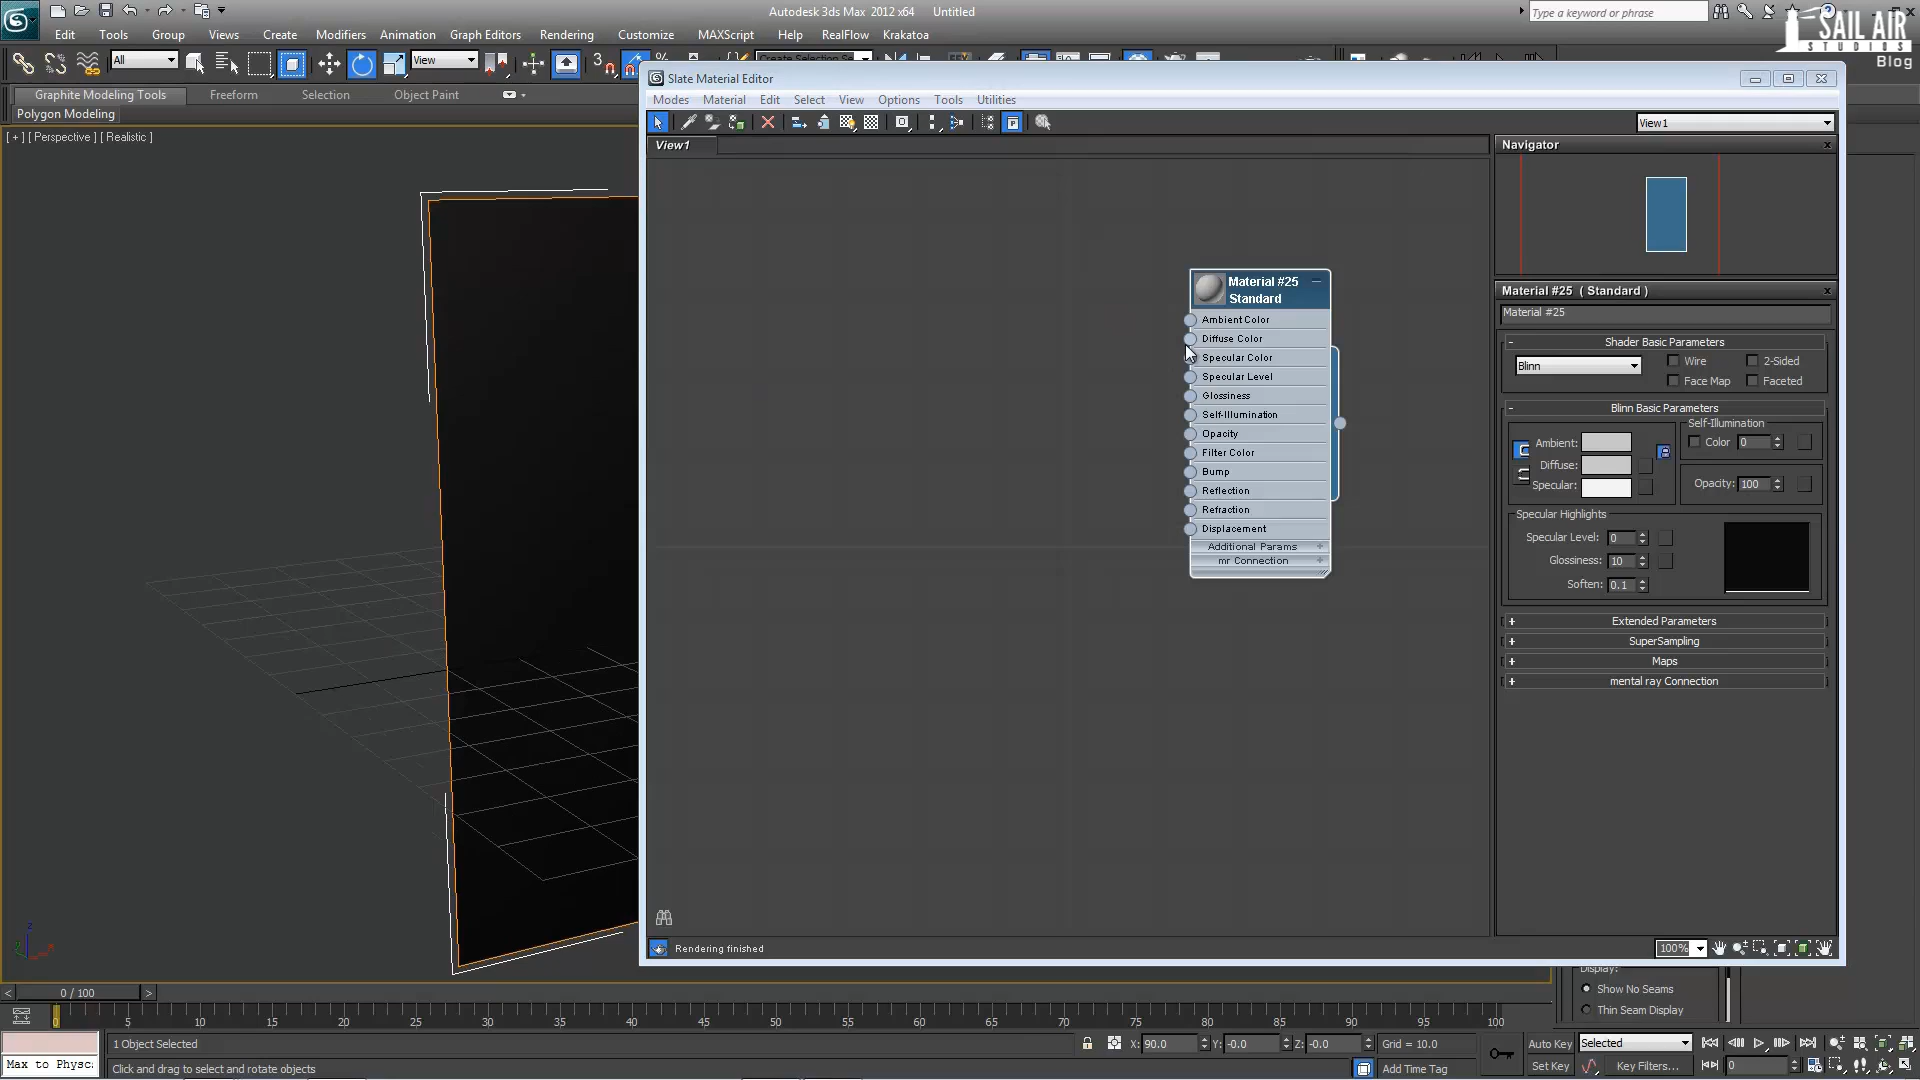 Autodesk 3ds Max 2012 x64 Untitled
Type a keyword or phrase
SAIL AIR
STUDIOS
Blog
Edit Tools Group Views Create Modifiers Animation Graph Editors Rendering Customize MAXScript Help RealFlow Krakatoa
All View 3
Graphite Modeling Tools Freeform Selection Object Paint
Polygon Modeling
[ + ] [ Perspective ] [ Realistic ]
Slate Material Editor
Modes Material Edit Select View Options Tools Utilities
View1
View1
Navigator
Material #25
Standard
Ambient Color
Diffuse Color
Specular Color
Specular Level
Glossiness
Self-Illumination
Opacity
Filter Color
Bump
Reflection
Refraction
Displacement
Additional Params +
mr Connection +
Material #25 ( Standard )
Material #25
- Shader Basic Parameters
Blinn Wire 2-Sided
Face Map Faceted
- Blinn Basic Parameters
Self-Illumination
Ambient: Color 0
Diffuse:
Specular: Opacity: 100
Specular Highlights
Specular Level: 0
Glossiness: 10
Soften: 0.1
+ Extended Parameters
+ SuperSampling
+ Maps
+ mental ray Connection
Rendering finished
100%
Display:
Show No Seams
Thin Seam Display
< 0 / 100 >
0 5 10 15 20 25 30 35 40 45 50 55 60 65 70 75 80 85 90 95 100
1 Object Selected X: 90.0 Y: -0.0 Z: -0.0 Grid = 10.0 Auto Key Selected
Max to Physc Click and drag to select and rotate objects Add Time Tag Set Key Key Filters... 0